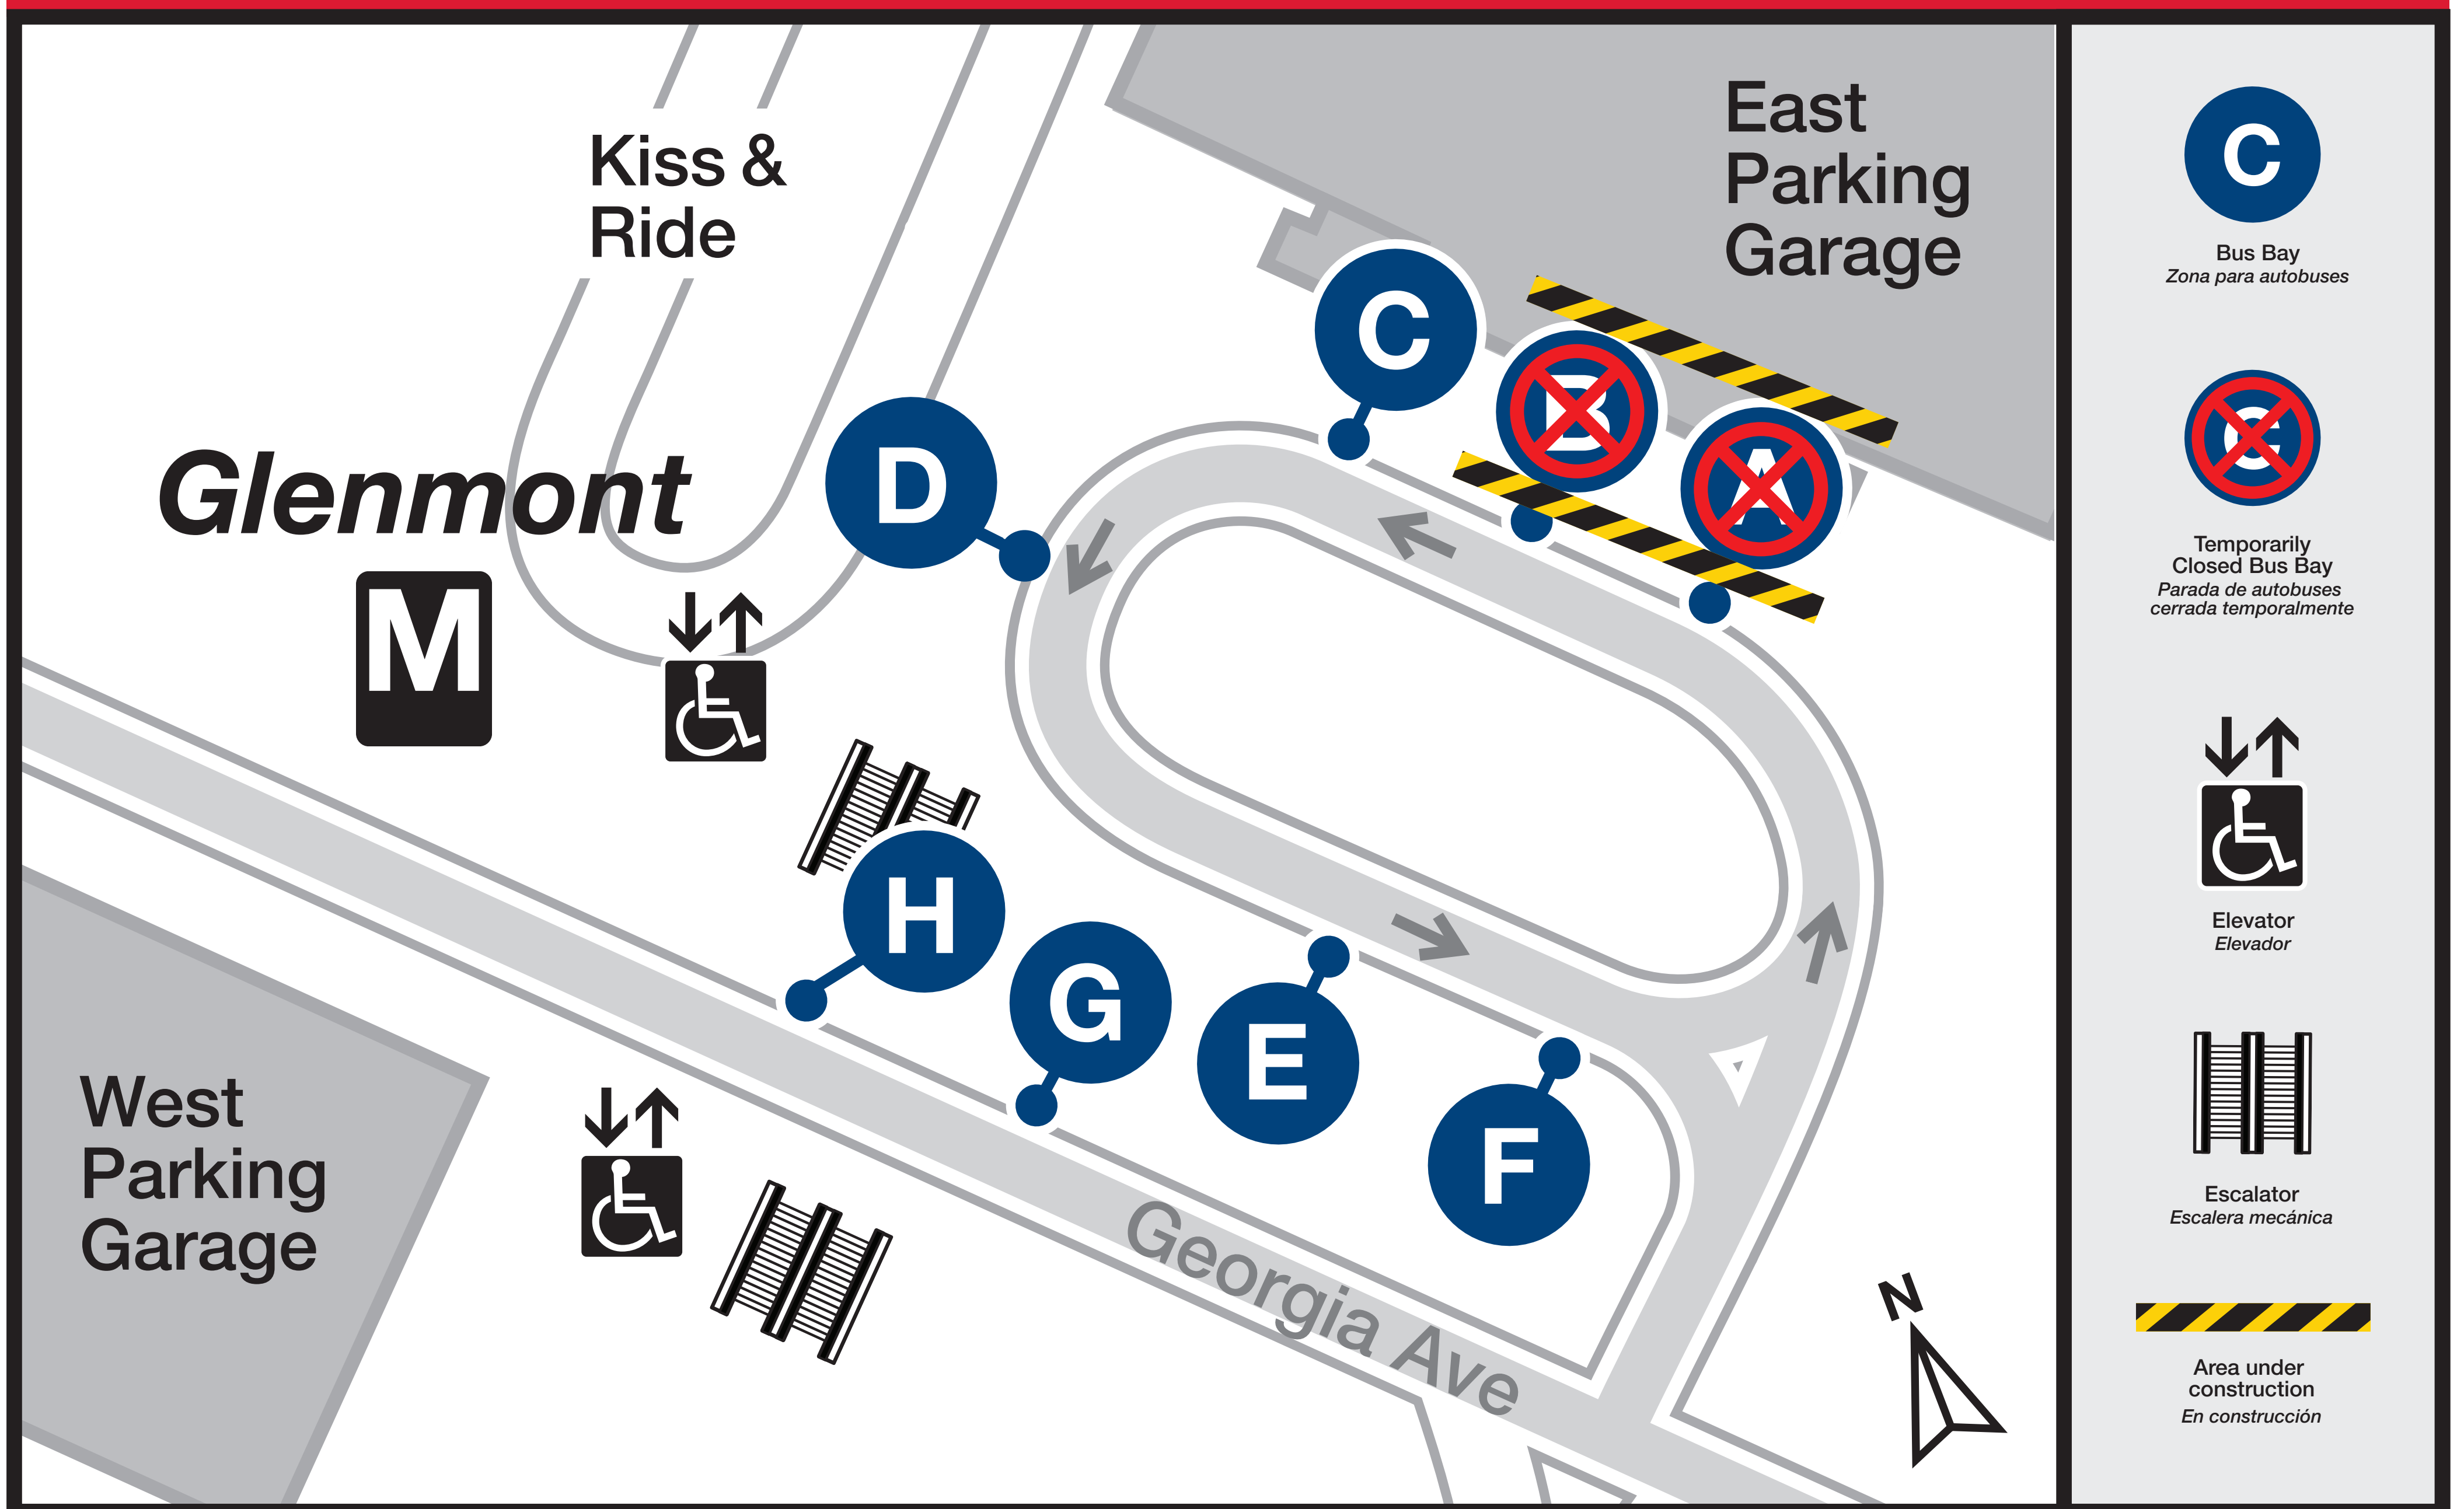 Kiss &
Ride
East
Parking
Garage
C
B
A
D
Glenmont
M
H
G
E
F
West
Parking
Garage
Georgia Ave
N
C
Bus Bay
Zona para autobuses
C
Temporarily
Closed Bus Bay
Parada de autobuses
cerrada temporalmente
Elevator
Elevador
Escalator
Escalera mecánica
Area under
construction
En construcción